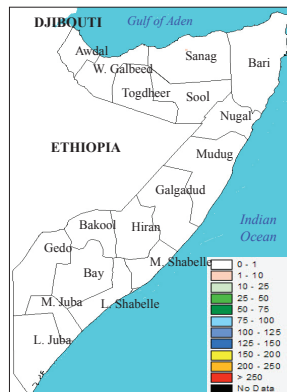 DJIBOUTI
Gulf of Aden
Awdal
Sanag
Bari
W. Galbeed
Togdheer
Sool
Nugal
ETHIOPIA
Mudug
Galgadud
Indian
Ocean
Bakool
Hiran
Gedo
M. Shabelle
Bay
M. Juba
L. Shabelle
L. Juba
0 - 1
1 - 10
10 - 25
25 - 50
50 - 75
75 - 100
100 - 125
125 - 150
150 - 200
200 - 250
> 250
No Data